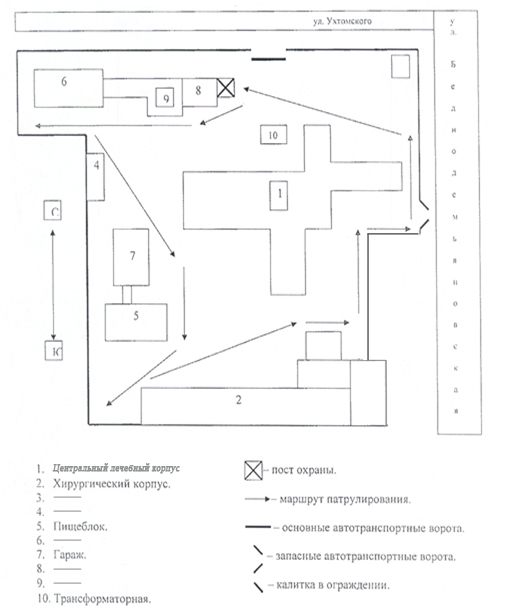 ул. Ухтомского
ул. Беднодемьяновская
6
9
8
10
4
1
С
7
Ю
5
2
1. Центральный лечебный корпус
2. Хирургический корпус.
3. ——
4. ——
5. Пищеблок.
6. ——
7. Гараж.
8. ——
9. ——
10. Трансформаторная.
– пост охраны.
– маршрут патрулирования.
– основные автотранспортные ворота.
– запасные автотранспортные ворота.
– калитка в ограждении.